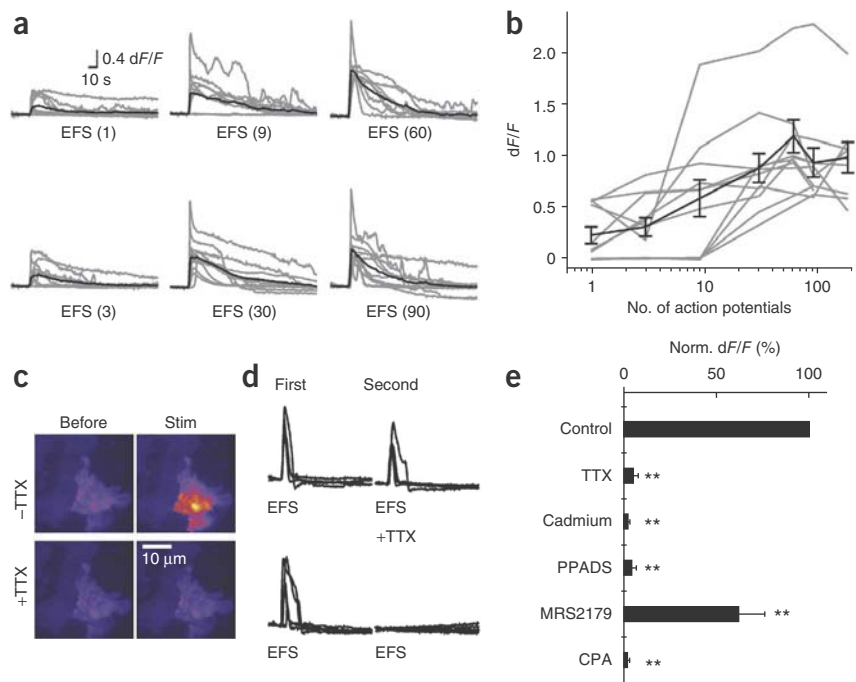 a
0.4 dF/F
10 s
EFS (1)
EFS (9)
EFS (60)
EFS (3)
EFS (30)
EFS (90)
b
dF/F
2.0
1.5
1.0
0.5
0
1
10
100
No. of action potentials
c
Before
Stim
–TTX
+TTX
10 μm
d
First
Second
EFS
EFS
+TTX
EFS
EFS
e
Norm. dF/F (%)
0
50
100
Control
TTX
**
Cadmium
**
PPADS
**
MRS2179
**
CPA
**